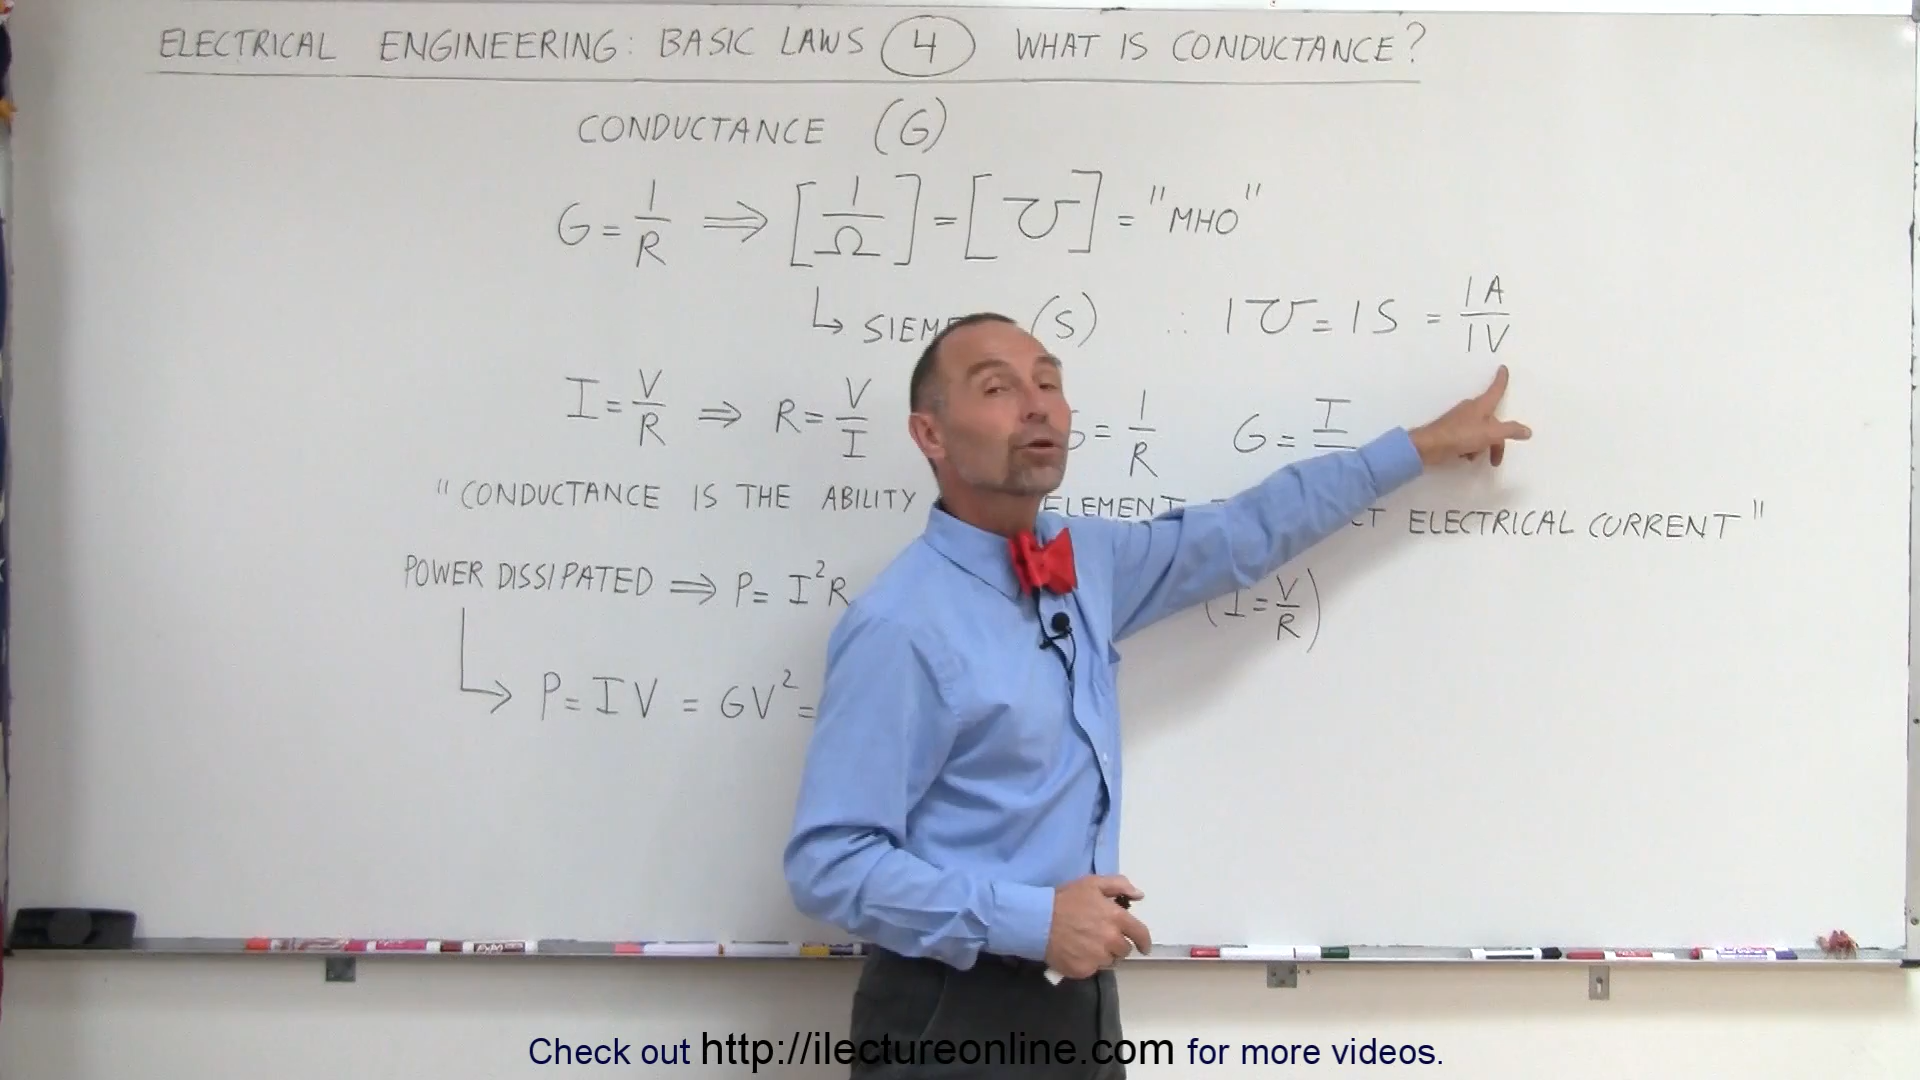 ELECTRICAL ENGINEERING: BASIC LAWS 4 WHAT IS CONDUCTANCE?
CONDUCTANCE (G)
G = 1/R ⇒ [1/Ω] = [℧] = "MHO"
↳ SIEME (S) ∴ 1℧ = 1S = 1A/1V
I = V/R ⇒ R = V/I = 1/R G = I
"CONDUCTANCE IS THE ABILITY ELEMENT ELECTRICAL CURRENT"
POWER DISSIPATED ⇒ P = I²R (I = V/R)
↳ P = IV = GV² =
EXPO
Check out http://ilectureonline.com for more videos.